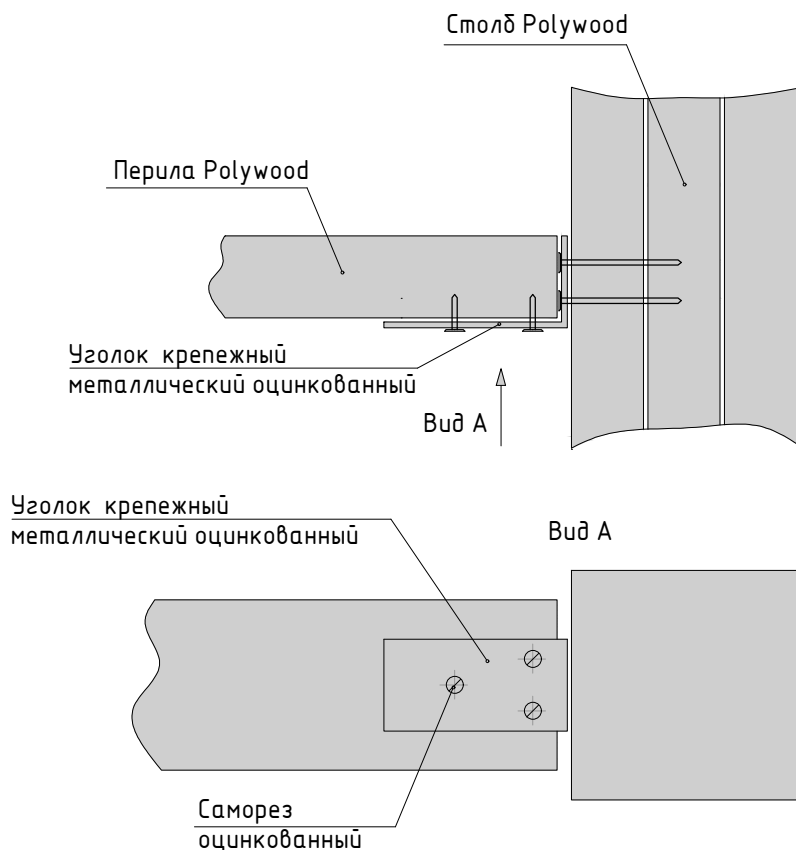 Столб Polywood
Перила Polywood
Уголок крепежный
металлический оцинкованный
Вид А
Уголок крепежный
металлический оцинкованный
Вид А
Саморез
оцинкованный